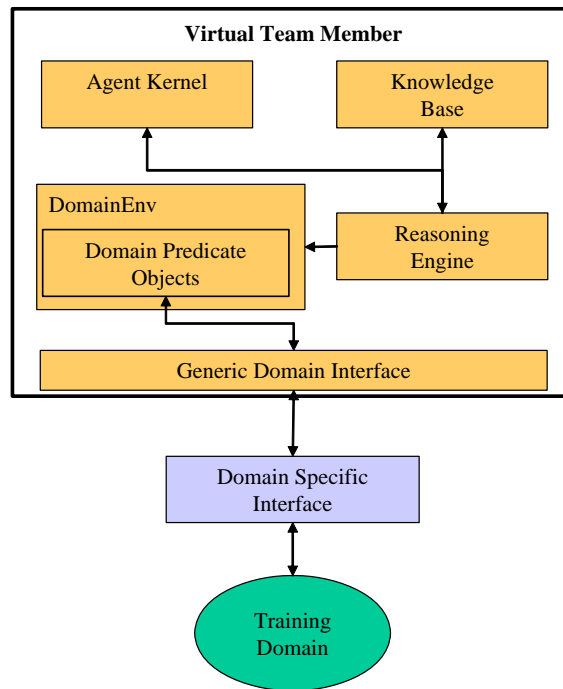 Virtual Team Member
Agent Kernel
Knowledge
Base
DomainEnv
Domain Predicate
Objects
Reasoning
Engine
Generic Domain Interface
Domain Specific
Interface
Training
Domain